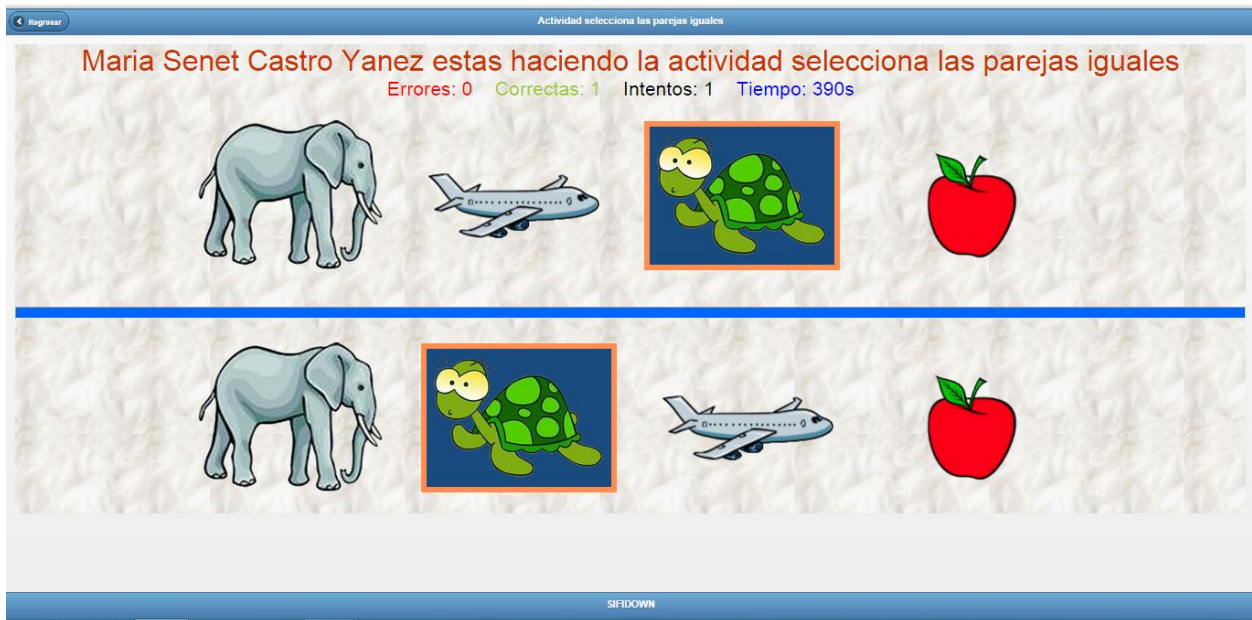 Regresar
Actividad selecciona las parejas iguales
Maria Senet Castro Yanez estas haciendo la actividad selecciona las parejas iguales
Errores: 0 Correctas: 1 Intentos: 1 Tiempo: 390s
SIFIDOWN